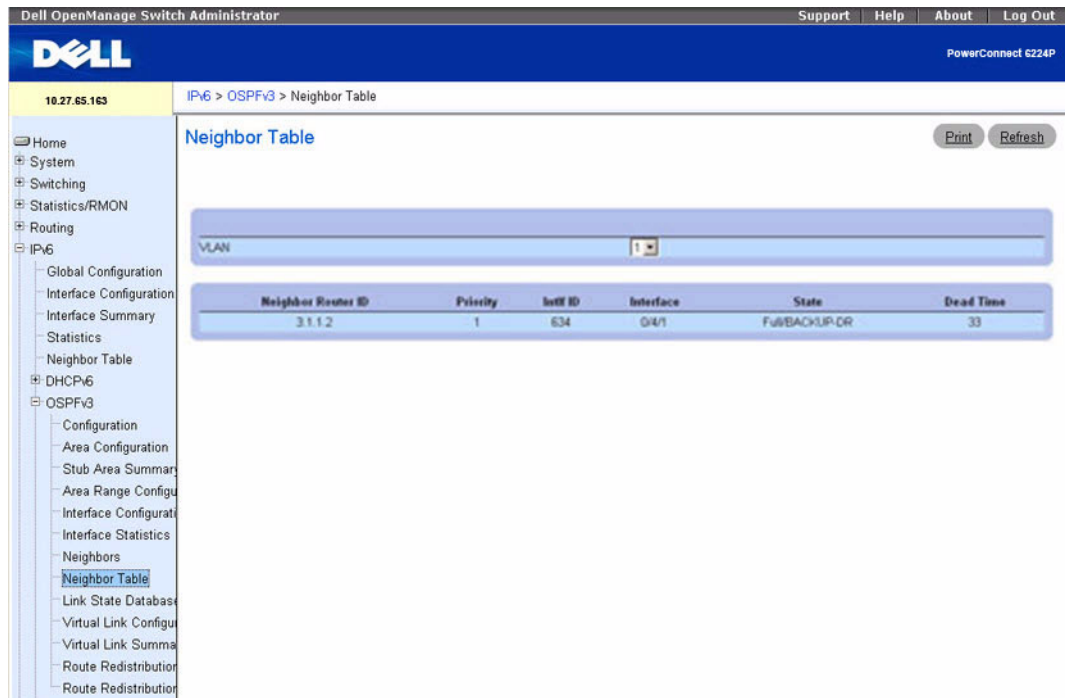 Dell OpenManage Switch Administrator Support Help About Log Out
DELL
PowerConnect 6224P
10.27.65.163
IPv6 > OSPFv3 > Neighbor Table
Neighbor Table
Print Refresh
Home
System
Switching
Statistics/RMON
Routing
IPv6
Global Configuration
Interface Configuration
Interface Summary
Statistics
Neighbor Table
DHCPv6
OSPFv3
Configuration
Area Configuration
Stub Area Summary
Area Range Configu
Interface Configurati
Interface Statistics
Neighbors
Neighbor Table
Link State Database
Virtual Link Configu
Virtual Link Summa
Route Redistribution
Route Redistribution
VLAN 1
Neighbor Router ID Priority Intif ID Interface State Dead Time
3.1.1.2 1 634 0/4/1 Full/BACKUP-DR 33